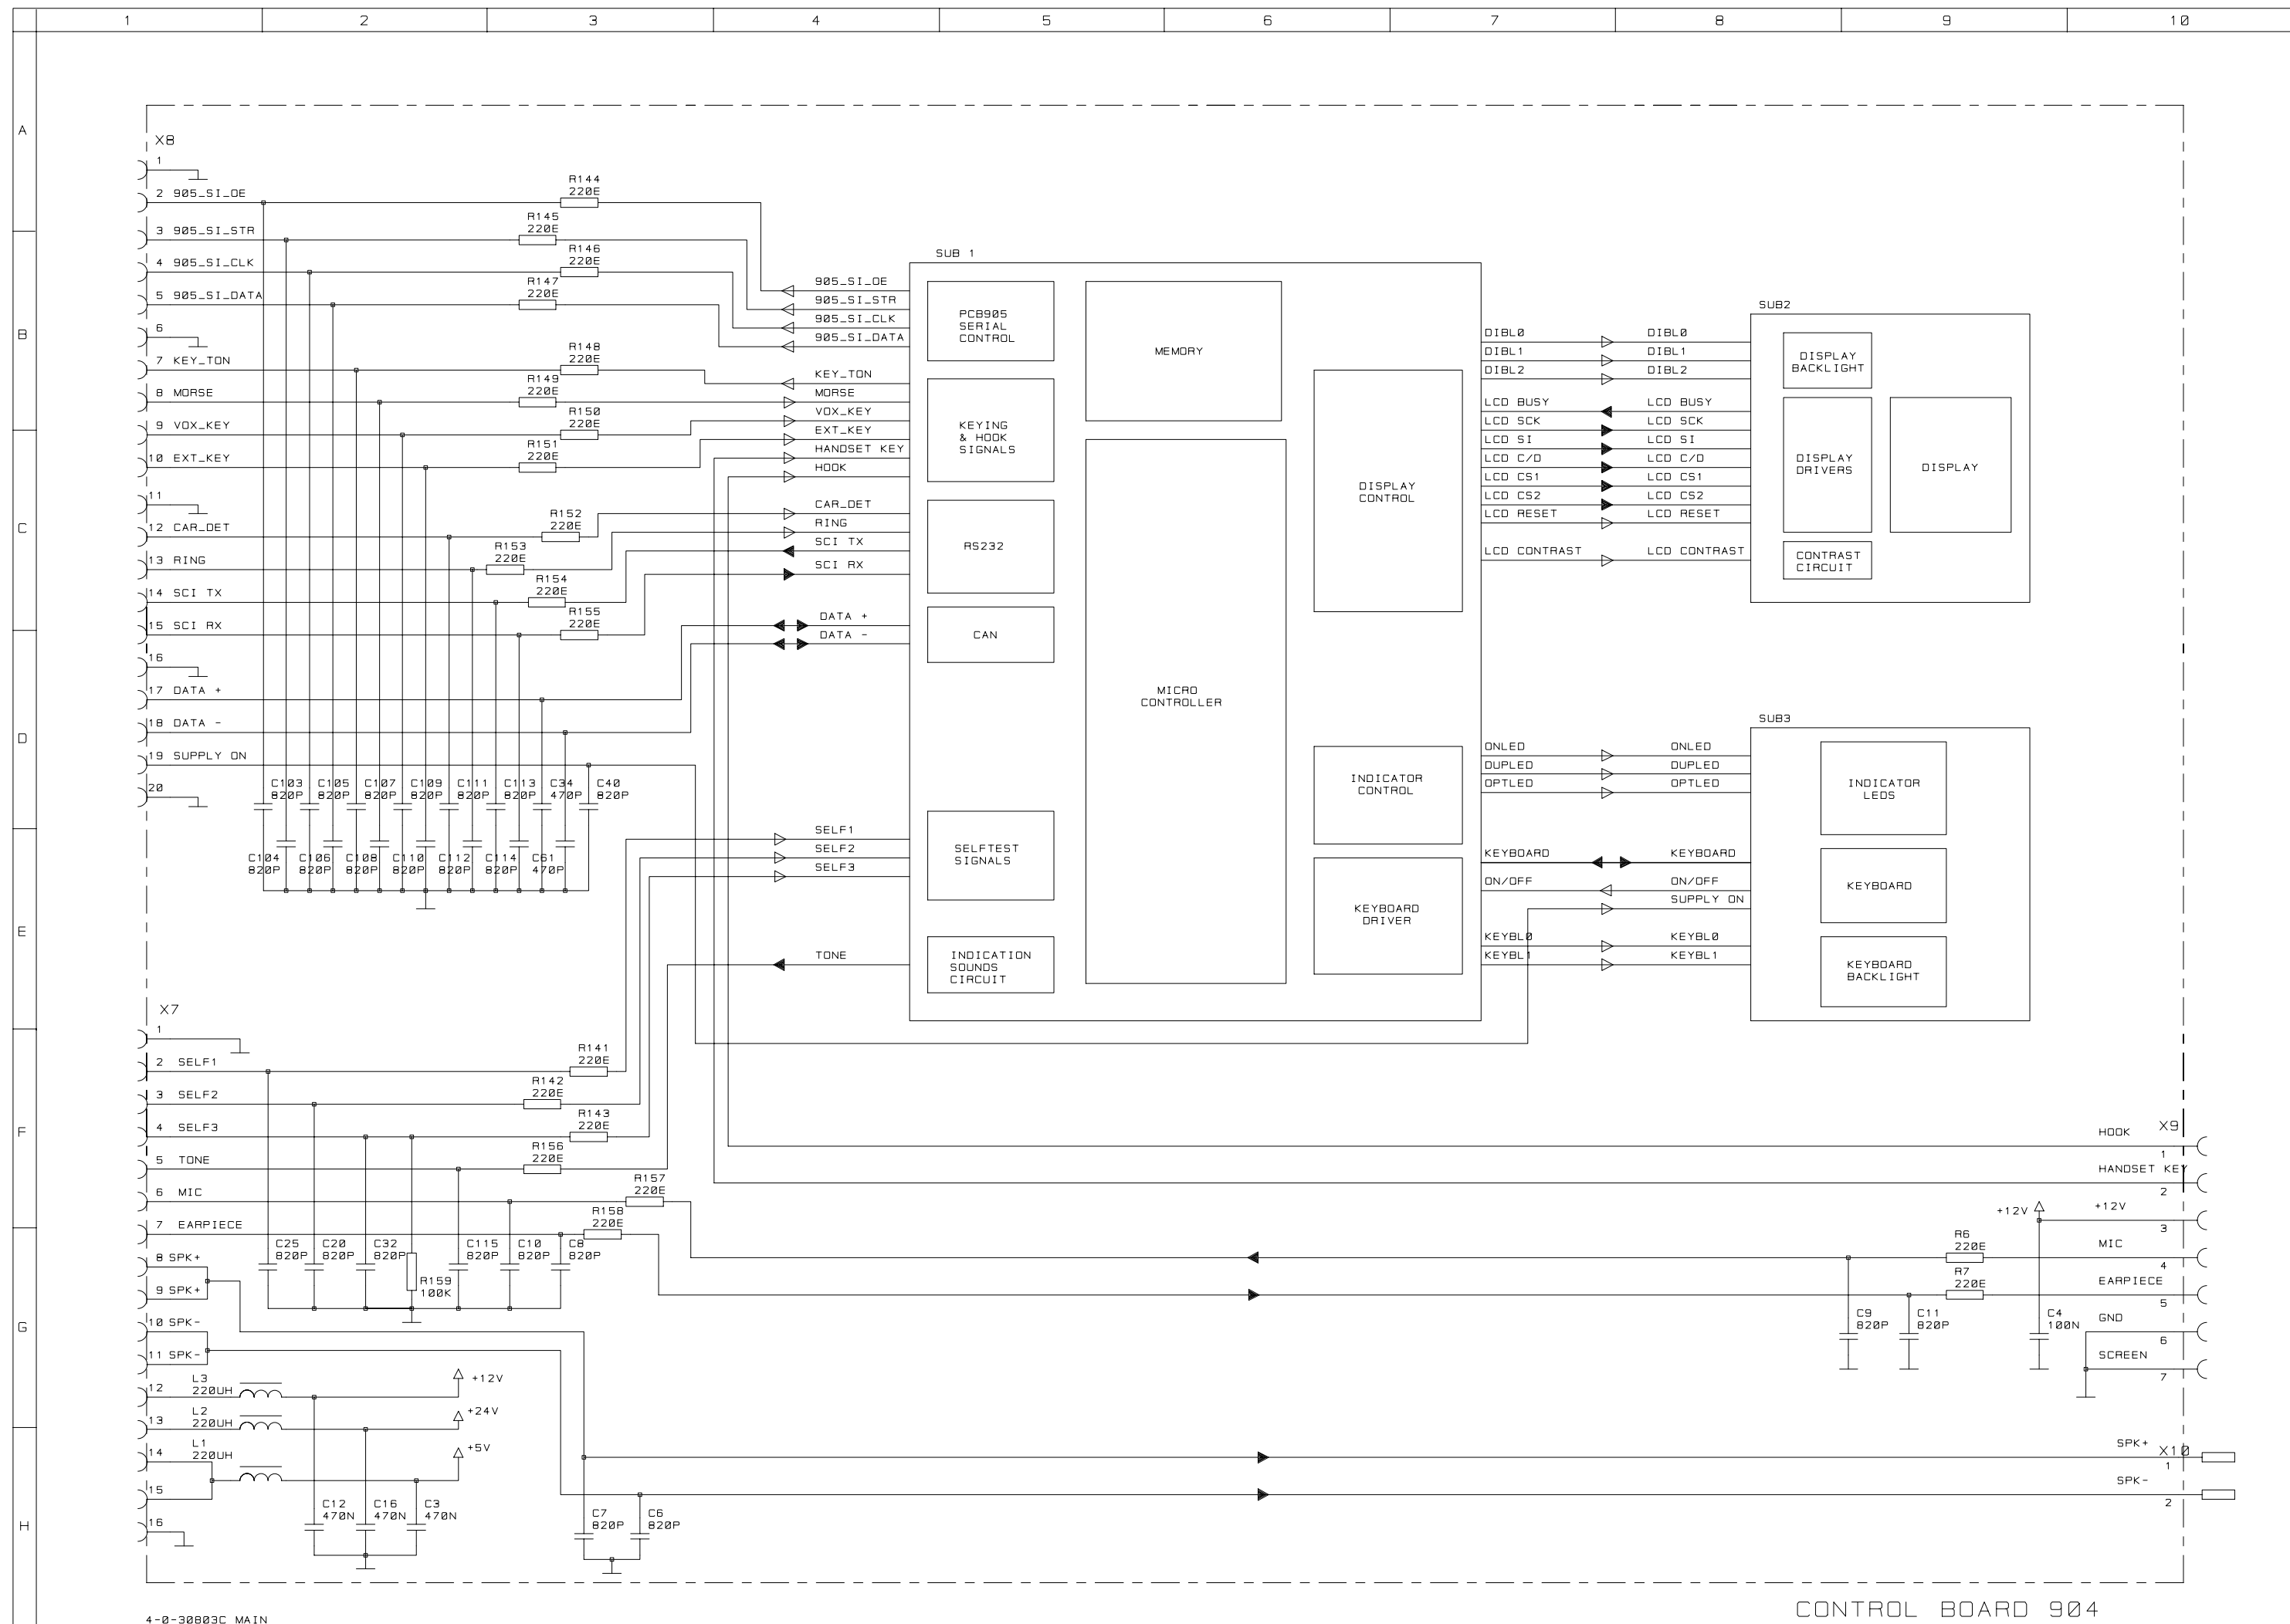 1 2 3 4 5 6 7 8 9 10
A
B
C
D
E
F
G
H
X8
1
2 905_SI_OE
3 905_SI_STR
4 905_SI_CLK
5 905_SI_DATA
6
7 KEY_TON
8 MORSE
9 VOX_KEY
10 EXT_KEY
11
12 CAR_DET
13 RING
14 SCI TX
15 SCI RX
16
17 DATA +
18 DATA -
19 SUPPLY ON
20
R144
220E
R145
220E
R146
220E
R147
220E
R148
220E
R149
220E
R150
220E
R151
220E
R152
220E
R153
220E
R154
220E
R155
220E
C103
820P
C105
820P
C107
820P
C109
820P
C111
820P
C113
820P
C34
470P
C40
820P
C104
820P
C106
820P
C108
820P
C110
820P
C112
820P
C114
820P
C61
470P
905_SI_OE
905_SI_STR
905_SI_CLK
905_SI_DATA
KEY_TON
MORSE
VOX_KEY
EXT_KEY
HANDSET KEY
HOOK
CAR_DET
RING
SCI TX
SCI RX
DATA +
DATA -
SELF1
SELF2
SELF3
TONE
SUB 1
PCB905
SERIAL
CONTROL
KEYING
& HOOK
SIGNALS
RS232
CAN
SELFTEST
SIGNALS
INDICATION
SOUNDS
CIRCUIT
MEMORY
MICRO
CONTROLLER
DISPLAY
CONTROL
INDICATOR
CONTROL
KEYBOARD
DRIVER
DIBL0 DIBL0
DIBL1 DIBL1
DIBL2 DIBL2
LCD BUSY LCD BUSY
LCD SCK LCD SCK
LCD SI LCD SI
LCD C/D LCD C/D
LCD CS1 LCD CS1
LCD CS2 LCD CS2
LCD RESET LCD RESET
LCD CONTRAST LCD CONTRAST
ONLED ONLED
DUPLED DUPLED
OPTLED OPTLED
KEYBOARD KEYBOARD
ON/OFF ON/OFF
SUPPLY ON
KEYBL0 KEYBL0
KEYBL1 KEYBL1
SUB2
DISPLAY
BACKLIGHT
DISPLAY
DRIVERS
DISPLAY
CONTRAST
CIRCUIT
SUB3
INDICATOR
LEDS
KEYBOARD
KEYBOARD
BACKLIGHT
X7
1
2 SELF1
3 SELF2
4 SELF3
5 TONE
6 MIC
7 EARPIECE
8 SPK+
9 SPK+
10 SPK-
11 SPK-
12
13
14
15
16
R141
220E
R142
220E
R143
220E
R156
220E
R157
220E
R158
220E
C25
820P
C20
820P
C32
820P
R159
100K
C115
820P
C10
820P
C8
820P
L3
220UH
L2
220UH
L1
220UH
+12V
+24V
+5V
C12
470N
C16
470N
C3
470N
C7
820P
C6
820P
X9
HOOK
1
HANDSET KEY
2
+12V
+12V
3
R6
220E
MIC
4
R7
220E
EARPIECE
5
C9
820P
C11
820P
C4
100N
GND
6
SCREEN
7
SPK+
X10
1
SPK-
2
4-0-30803C MAIN
CONTROL BOARD 904